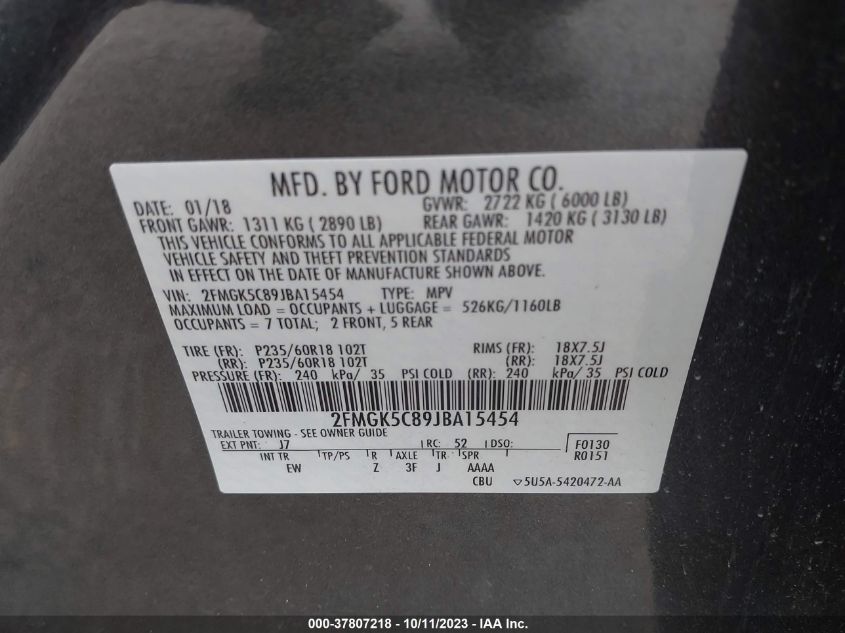 MFD. BY FORD MOTOR CO.
DATE: 01/18 GVWR: 2722 KG ( 6000 LB)
FRONT GAWR: 1311 KG ( 2890 LB) REAR GAWR: 1420 KG ( 3130 LB)
THIS VEHICLE CONFORMS TO ALL APPLICABLE FEDERAL MOTOR
VEHICLE SAFETY AND THEFT PREVENTION STANDARDS
IN EFFECT ON THE DATE OF MANUFACTURE SHOWN ABOVE.
VIN: 2FMGK5C89JBA15454 TYPE: MPV
MAXIMUM LOAD = OCCUPANTS + LUGGAGE = 526KG/1160LB
OCCUPANTS = 7 TOTAL; 2 FRONT, 5 REAR
TIRE (FR): P235/60R18 102T RIMS (FR): 18X7.5J
(RR): P235/60R18 102T (RR): 18X7.5J
PRESSURE (FR): 240 kPa/ 35 PSI COLD (RR): 240 kPa/ 35 PSI COLD
2FMGK5C89JBA15454
TRAILER TOWING - SEE OWNER GUIDE
EXT PNT: J7 RC: 52 DSO: F0130
INT TR TP/PS R AXLE TR SPR R0151
EW Z 3F J AAAA
CBU ▽5U5A-5420472-AA
000-37807218 - 10/11/2023 - IAA Inc.